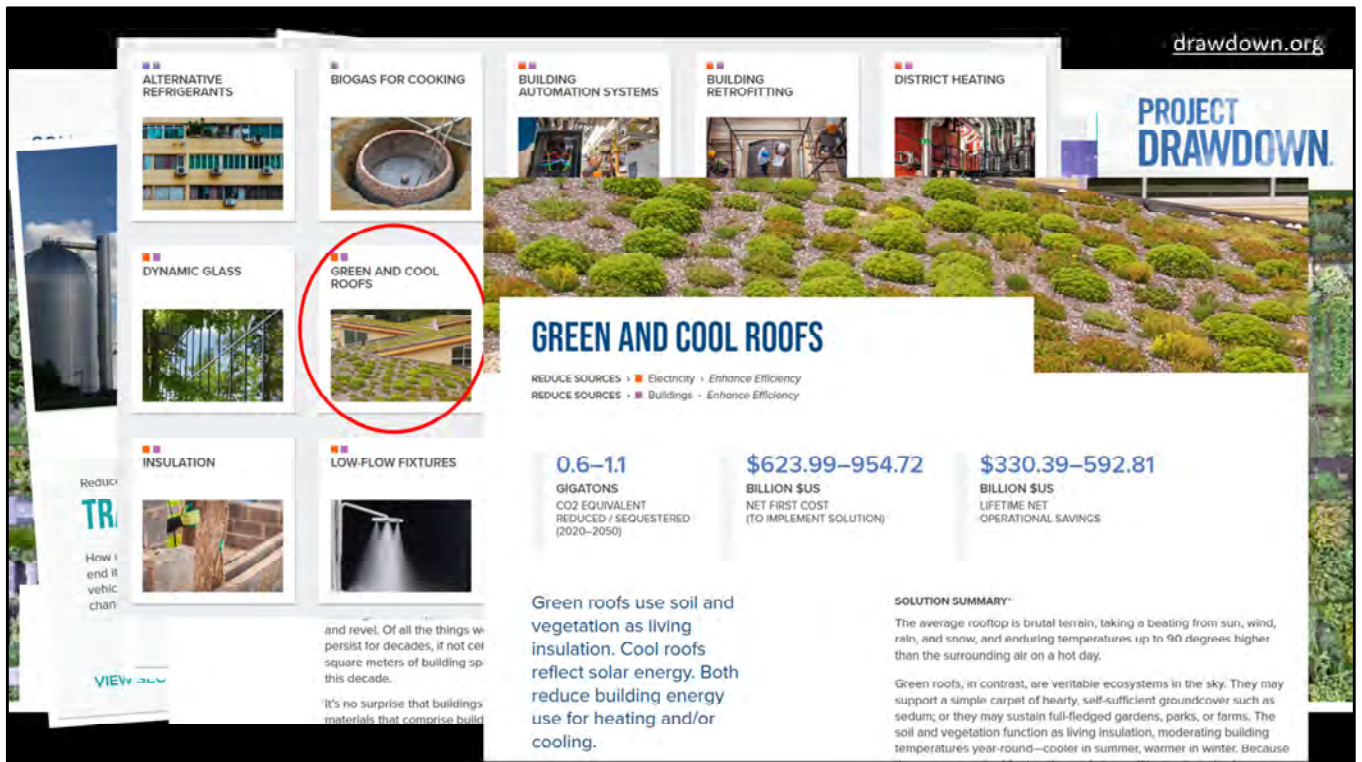 drawdown.org
PROJECT
DRAWDOWN.
ALTERNATIVE
REFRIGERANTS
BIOGAS FOR COOKING
BUILDING
AUTOMATION SYSTEMS
BUILDING
RETROFITTING
DISTRICT HEATING
DYNAMIC GLASS
GREEN AND COOL
ROOFS
INSULATION
LOW-FLOW FIXTURES
GREEN AND COOL ROOFS
REDUCE SOURCES › Electricity › Enhance Efficiency
REDUCE SOURCES › Buildings › Enhance Efficiency
0.6–1.1
GIGATONS
CO2 EQUIVALENT
REDUCED / SEQUESTERED
(2020–2050)
$623.99–954.72
BILLION $US
NET FIRST COST
(TO IMPLEMENT SOLUTION)
$330.39–592.81
BILLION $US
LIFETIME NET
OPERATIONAL SAVINGS
Green roofs use soil and
vegetation as living
insulation. Cool roofs
reflect solar energy. Both
reduce building energy
use for heating and/or
cooling.
SOLUTION SUMMARY*
The average rooftop is brutal terrain, taking a beating from sun, wind,
rain, and snow, and enduring temperatures up to 90 degrees higher
than the surrounding air on a hot day.
Green roofs, in contrast, are veritable ecosystems in the sky. They may
support a simple carpet of hearty, self-sufficient groundcover such as
sedum; or they may sustain full-fledged gardens, parks, or farms. The
soil and vegetation function as living insulation, moderating building
temperatures year-round—cooler in summer, warmer in winter. Because
and revel. Of all the things
persist for decades, if not
square meters of building
this decade.
It's no surprise that buildings
materials that comprise
How
end
VIEW